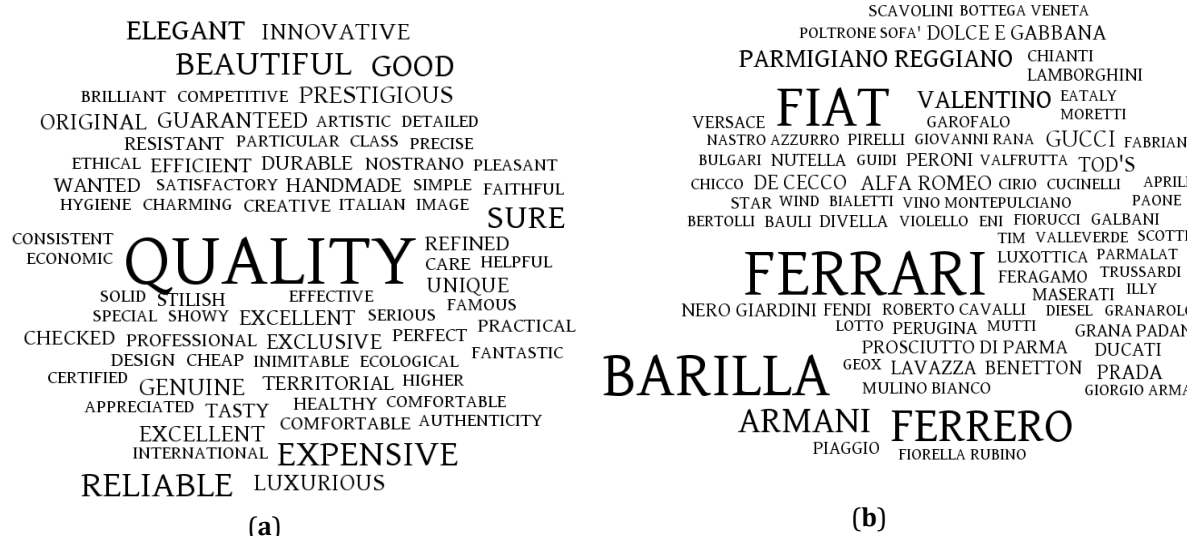 ELEGANT INNOVATIVE
BEAUTIFUL GOOD
BRILLIANT COMPETITIVE PRESTIGIOUS
ORIGINAL GUARANTEED ARTISTIC DETAILED
RESISTANT PARTICULAR CLASS PRECISE
ETHICAL EFFICIENT DURABLE NOSTRANO PLEASANT
WANTED SATISFACTORY HANDMADE SIMPLE FAITHFUL
HYGIENE CHARMING CREATIVE ITALIAN IMAGE
SURE
CONSISTENT
ECONOMIC
QUALITY
REFINED
CARE HELPFUL
UNIQUE
SOLID STILISH EFFECTIVE FAMOUS
SPECIAL SHOWY EXCELLENT SERIOUS
PRACTICAL
CHECKED PROFESSIONAL EXCLUSIVE PERFECT
DESIGN CHEAP INIMITABLE ECOLOGICAL FANTASTIC
CERTIFIED GENUINE TERRITORIAL HIGHER
APPRECIATED TASTY HEALTHY COMFORTABLE
COMFORTABLE AUTHENTICITY
EXCELLENT
INTERNATIONAL EXPENSIVE
RELIABLE LUXURIOUS
(a)
SCAVOLINI BOTTEGA VENETA
POLTRONE SOFA' DOLCE E GABBANA
PARMIGIANO REGGIANO CHIANTI
LAMBORGHINI
VERSACE FIAT VALENTINO EATALY
GAROFALO MORETTI
NASTRO AZZURRO PIRELLI GIOVANNI RANA GUCCI FABRIAN
BULGARI NUTELLA GUIDI PERONI VALFRUTTA TOD'S
CHICCO DE CECCO ALFA ROMEO CIRIO CUCINELLI APRIL
STAR WIND BIALETTI VINO MONTEPULCIANO PAONE
BERTOLLI BAULI DIVELLA VIOLELLO ENI FIORUCCI GALBANI
TIM VALLEVERDE SCOTT
FERRARI
LUXOTTICA PARMALAT
FERAGAMO TRUSSARDI
MASERATI ILLY
NERO GIARDINI FENDI ROBERTO CAVALLI DIESEL GRANAROL
LOTTO PERUGINA MUTTI GRANA PADAN
PROSCIUTTO DI PARMA DUCATI
BARILLA GEOX LAVAZZA BENETTON PRADA
MULINO BIANCO GIORGIO ARMA
ARMANI FERRERO
PIAGGIO FIORELLA RUBINO
(b)